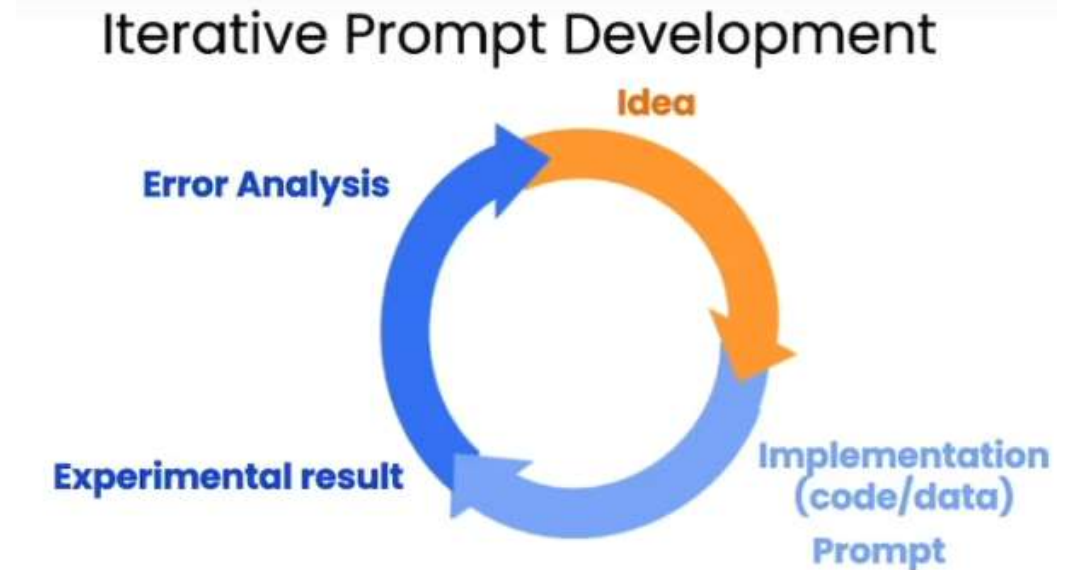 Iterative Prompt Development
Idea
Error Analysis
Implementation
(code/data)
Experimental result
Prompt